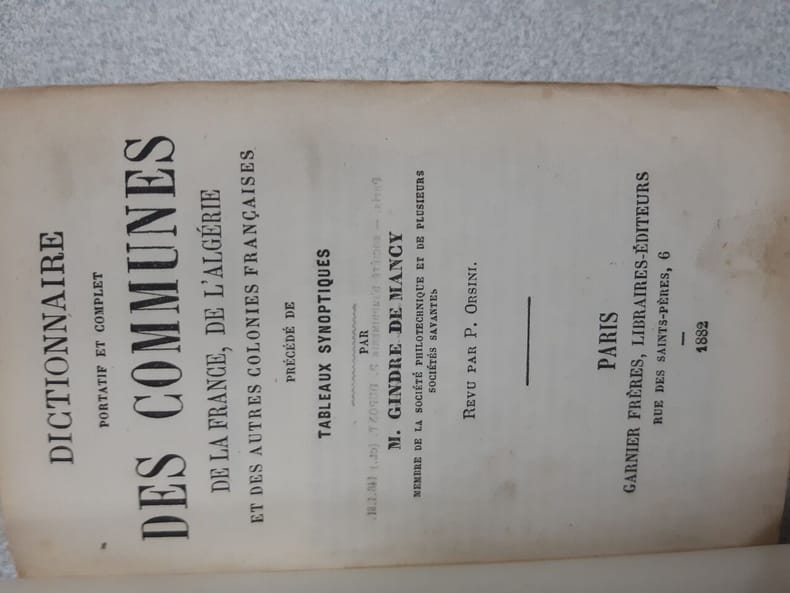 DICTIONNAIRE
PORTATIF ET COMPLET
DES COMMUNES
DE LA FRANCE, DE L'ALGÉRIE
ET DES AUTRES COLONIES FRANÇAISES
PRÉCÉDÉ DE
TABLEAUX SYNOPTIQUES
PAR
M. GINDRE DE MANCY
MEMBRE DE LA SOCIÉTÉ PHILOTECHNIQUE ET DE PLUSIEURS
SOCIÉTÉS SAVANTES
REVU PAR P. ORSINI.
PARIS
GARNIER FRÈRES, LIBRAIRES-ÉDITEURS
RUE DES SAINTS-PÈRES, 6
—
1882